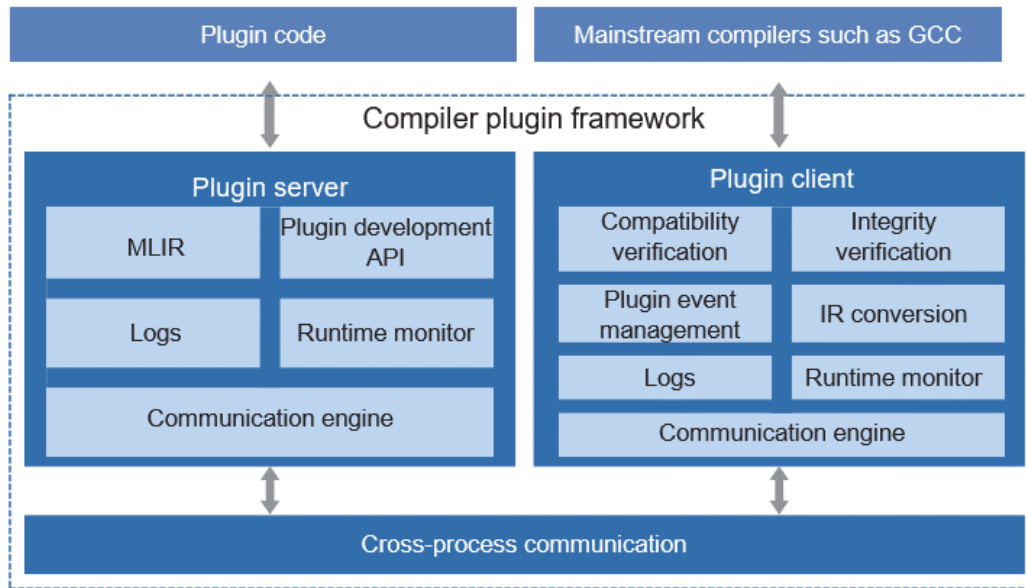 Plugin code
Mainstream compilers such as GCC
Compiler plugin framework
Plugin server
MLIR
Plugin development
API
Logs
Runtime monitor
Communication engine
Plugin client
Compatibility
verification
Integrity
verification
Plugin event
management
IR conversion
Logs
Runtime monitor
Communication engine
Cross-process communication